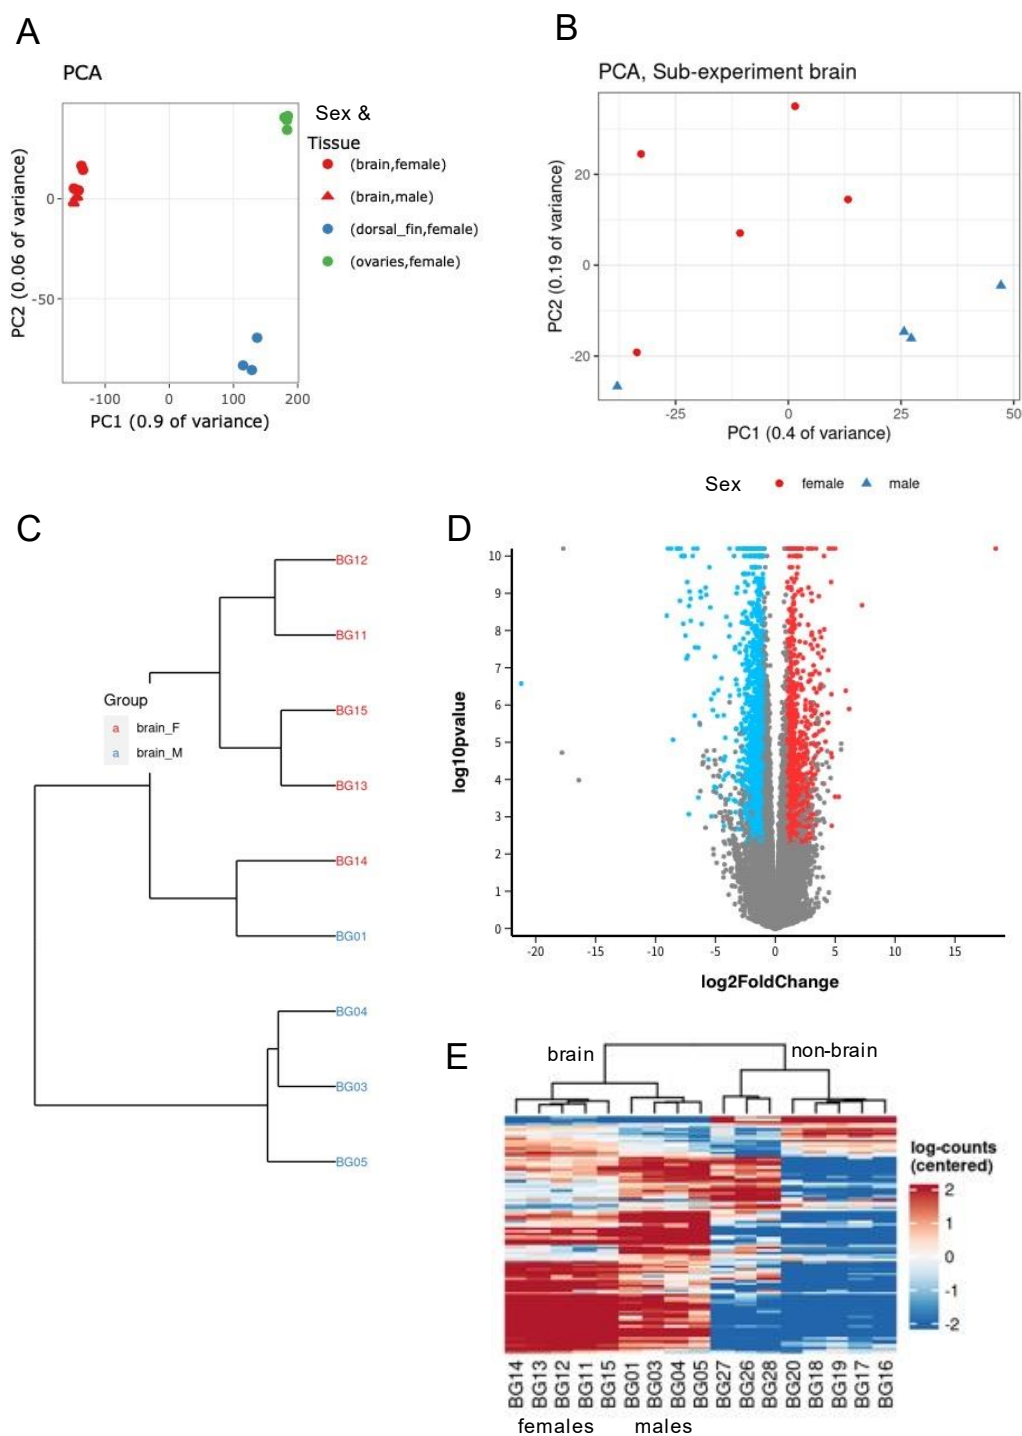 A
PCA
Sex &
Tissue
(brain,female)
(brain,male)
(dorsal_fin,female)
(ovaries,female)
PC2 (0.06 of variance)
0
-50
-100 0 100 200
PC1 (0.9 of variance)
B
PCA, Sub-experiment brain
PC2 (0.19 of variance)
20
0
-20
-25 0 25 50
PC1 (0.4 of variance)
Sex female male
C
BG12
BG11
BG15
BG13
BG14
BG01
BG04
BG03
BG05
Group
a brain_F
a brain_M
D
log10pvalue
10
9
8
7
6
5
4
3
2
1
0
-20 -15 -10 -5 0 5 10 15
log2FoldChange
E
brain non-brain
log-counts
(centered)
2
1
0
-1
-2
BG14 BG13 BG12 BG11 BG15 BG01 BG03 BG04 BG05 BG27 BG26 BG28 BG20 BG18 BG19 BG17 BG16
females males